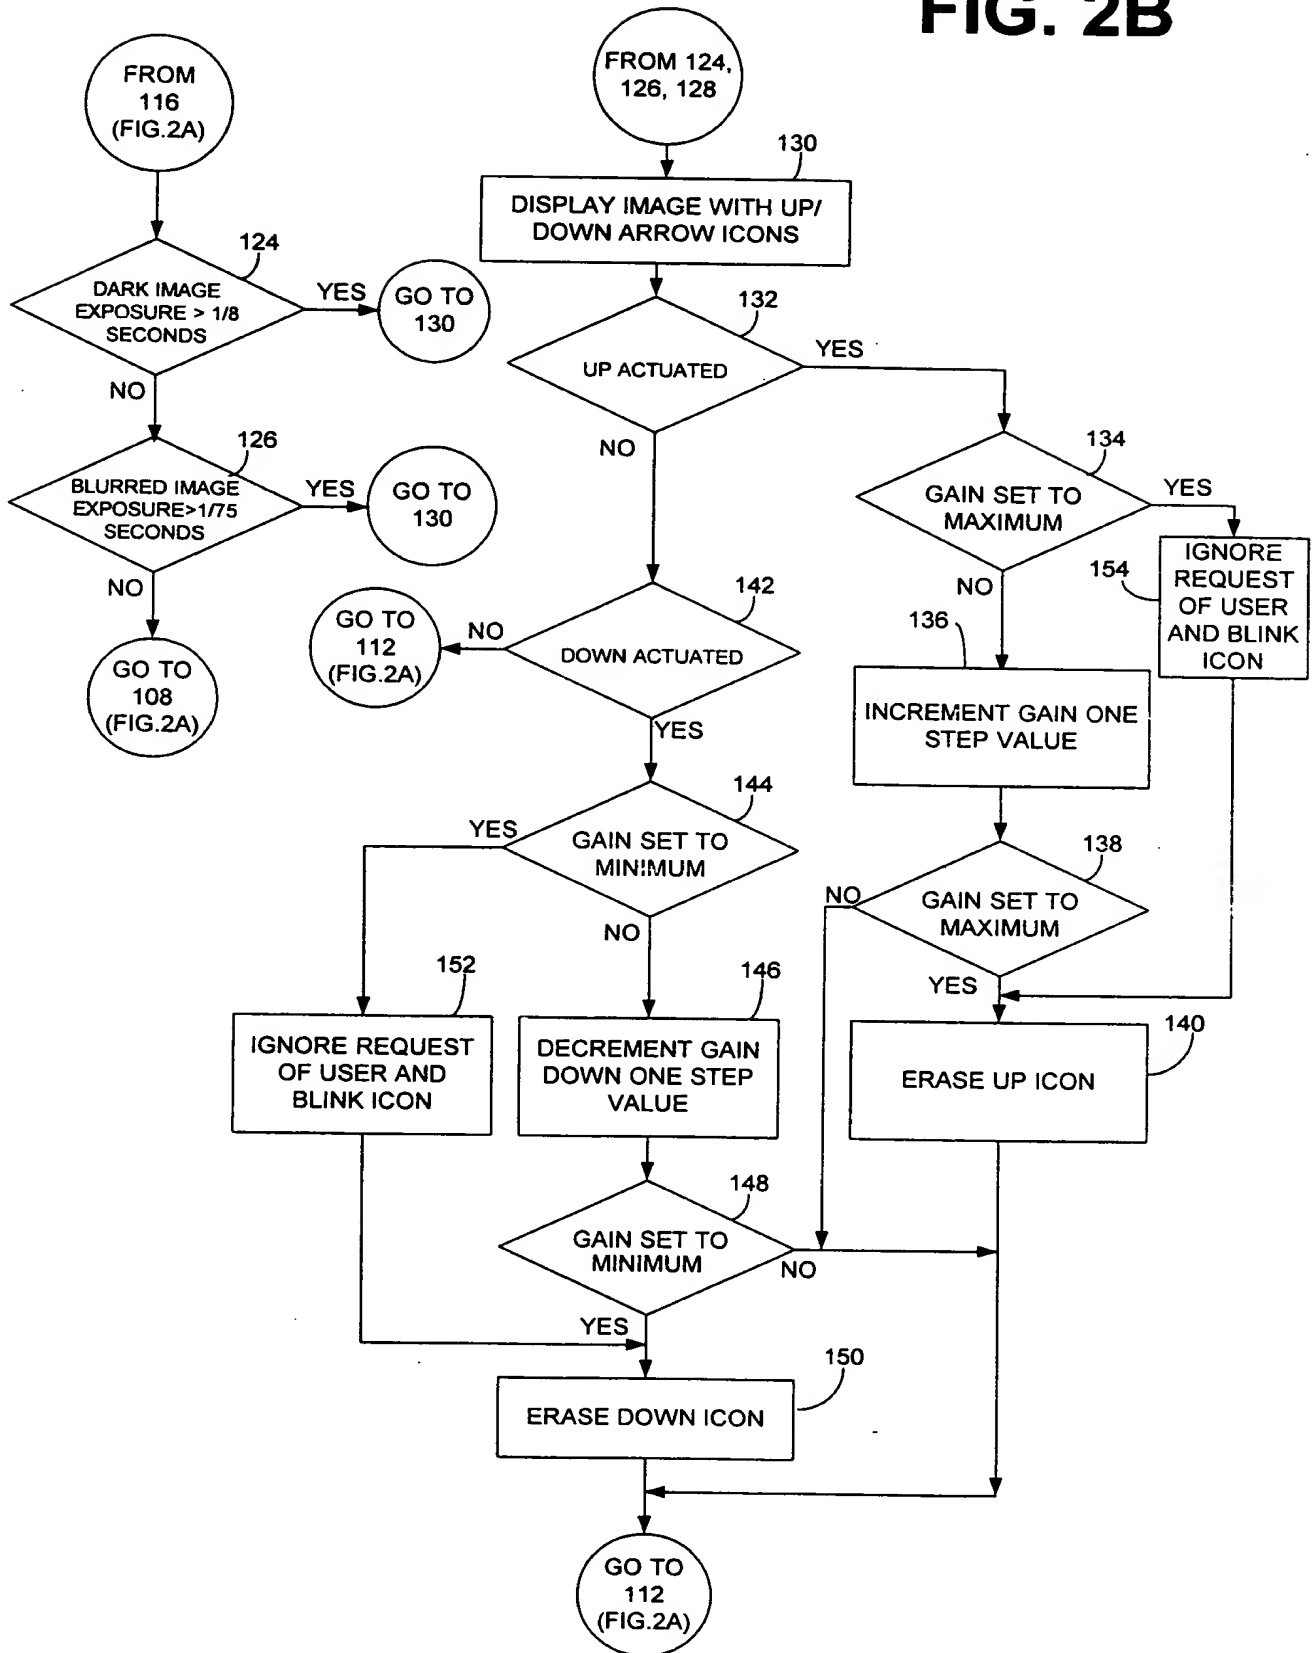 FIG. 2B
FROM
116
(FIG.2A)
FROM 124,
126, 128
130
DISPLAY IMAGE WITH UP/
DOWN ARROW ICONS
124
DARK IMAGE
EXPOSURE > 1/8
SECONDS
YES
GO TO
130
NO
132
UP ACTUATED
YES
NO
126
BLURRED IMAGE
EXPOSURE>1/75
SECONDS
YES
GO TO
130
NO
GO TO
108
(FIG.2A)
134
GAIN SET TO
MAXIMUM
YES
NO
154
IGNORE
REQUEST
OF USER
AND BLINK
ICON
142
DOWN ACTUATED
NO
GO TO
112
(FIG.2A)
YES
136
INCREMENT GAIN ONE
STEP VALUE
144
GAIN SET TO
MINIMUM
YES
NO
138
GAIN SET TO
MAXIMUM
NO
YES
152
IGNORE REQUEST
OF USER AND
BLINK ICON
146
DECREMENT GAIN
DOWN ONE STEP
VALUE
140
ERASE UP ICON
148
GAIN SET TO
MINIMUM
NO
YES
150
ERASE DOWN ICON
GO TO
112
(FIG.2A)